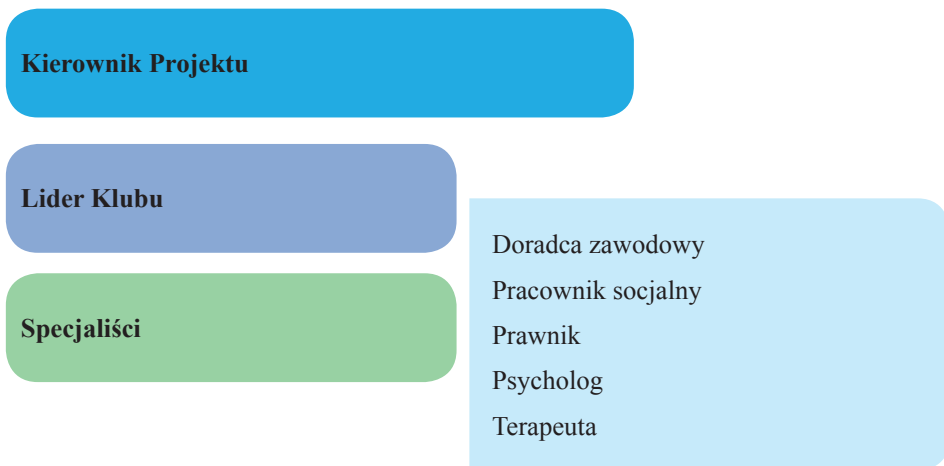 Kierownik Projektu
Lider Klubu
Specjaliści
Doradca zawodowy
Pracownik socjalny
Prawnik
Psycholog
Terapeuta